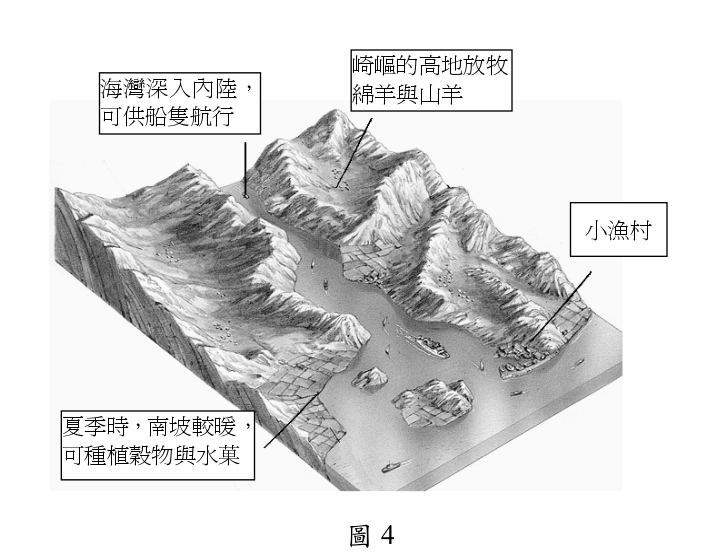 海灣深入內陸，
可供船隻航行
崎嶇的高地放牧
綿羊與山羊
小漁村
夏季時，南坡較暖，
可種植穀物與水菓
圖 4